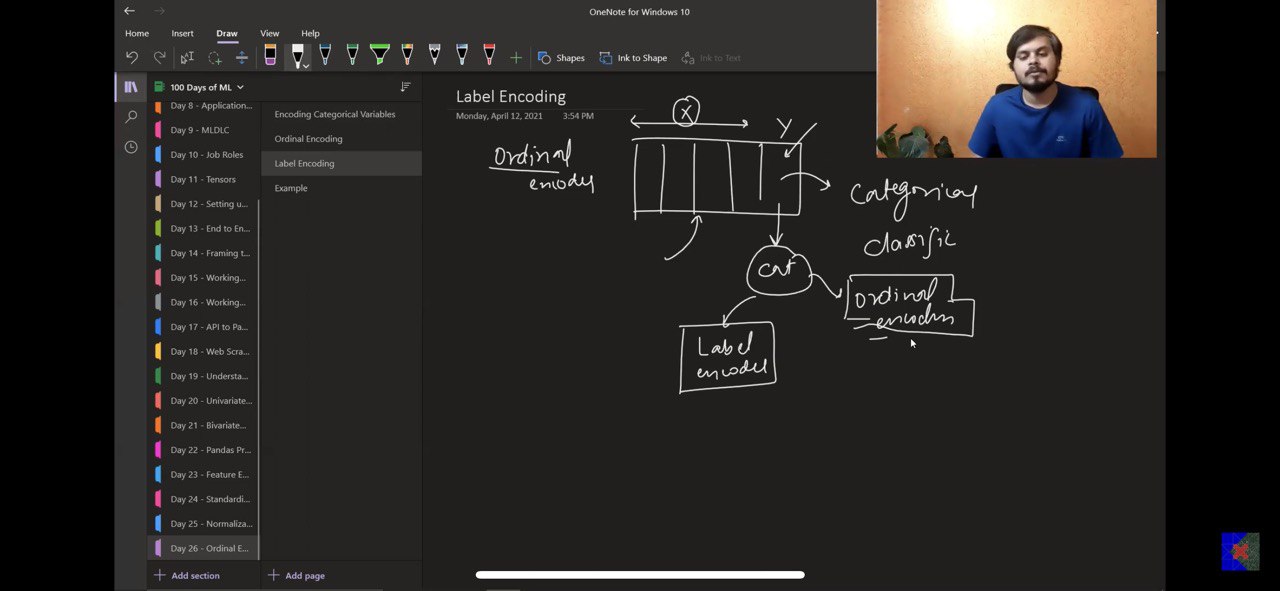 OneNote for Windows 10
Home Insert Draw View Help
Shapes Ink to Shape Ink to Text
100 Days of ML
Day 8 - Application...
Day 9 - MLDLC
Day 10 - Job Roles
Day 11 - Tensors
Day 12 - Setting u...
Day 13 - End to En...
Day 14 - Framing t...
Day 15 - Working...
Day 16 - Working...
Day 17 - API to Pa...
Day 18 - Web Scra...
Day 19 - Understa...
Day 20 - Univariate...
Day 21 - Bivariate...
Day 22 - Pandas Pr...
Day 23 - Feature E...
Day 24 - Standardi...
Day 25 - Normaliza...
Day 26 - Ordinal E...
Add section
Encoding Categorical Variables
Ordinal Encoding
Label Encoding
Example
Add page
Label Encoding
Monday, April 12, 2021 3:54 PM
X
Y
Ordinal
encoder
Categorical
classific
cat
Ordinal
Label
encoder